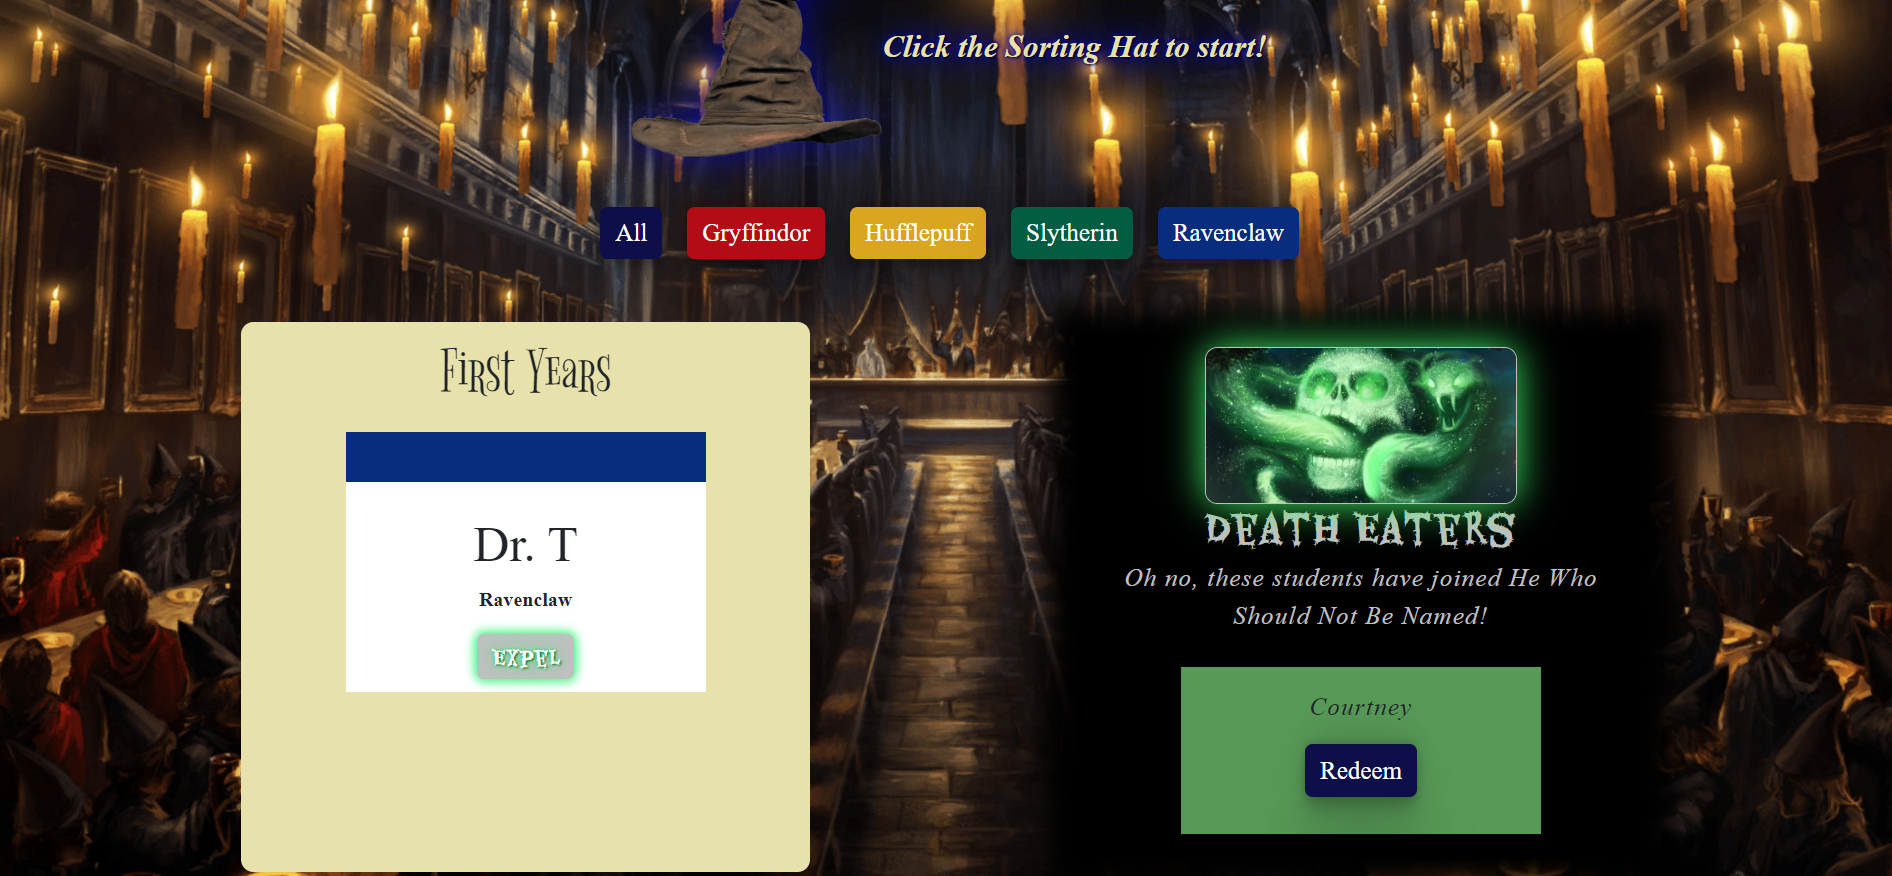 Click the Sorting Hat to start!
All
Gryffindor
Hufflepuff
Slytherin
Ravenclaw
First Years
Dr. T
Ravenclaw
EXPEL
DEATH EATERS
Oh no, these students have joined He Who
Should Not Be Named!
Courtney
Redeem